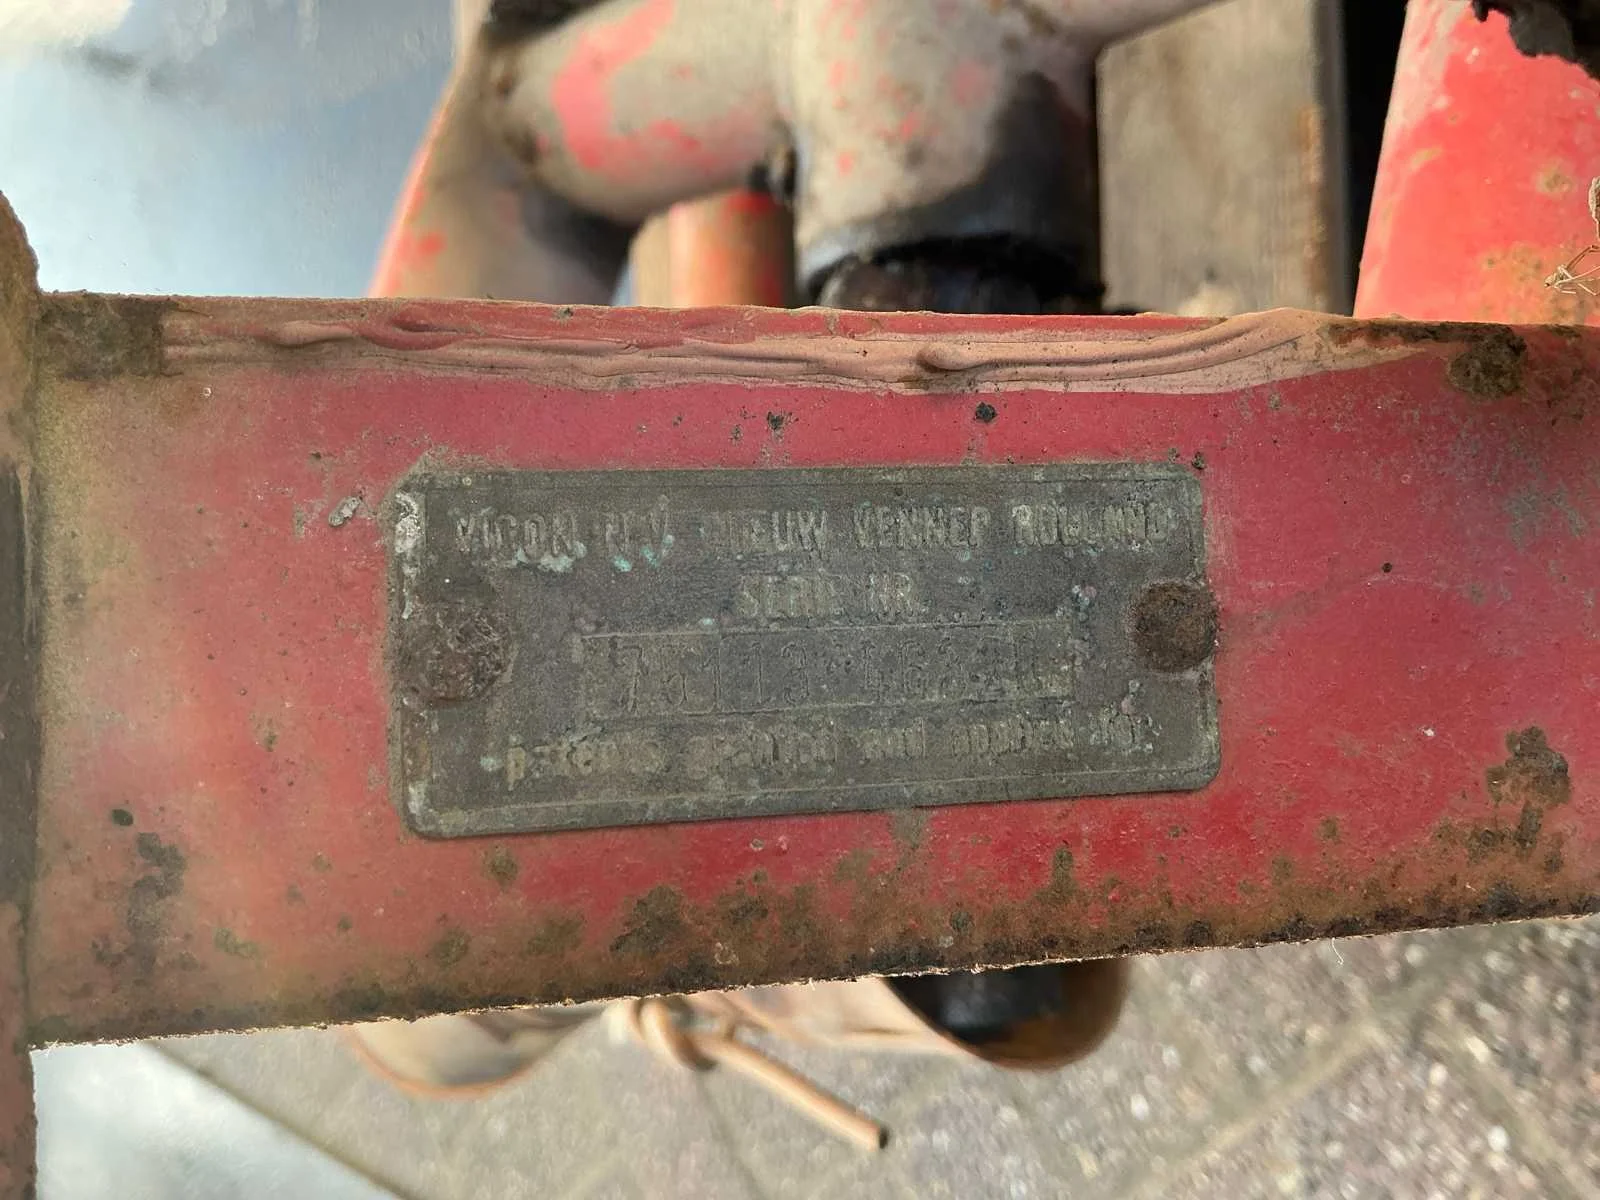 VICON N.V. NIEUW VENNEP HOLLAND
SERIE NR.
patents granted and applied for